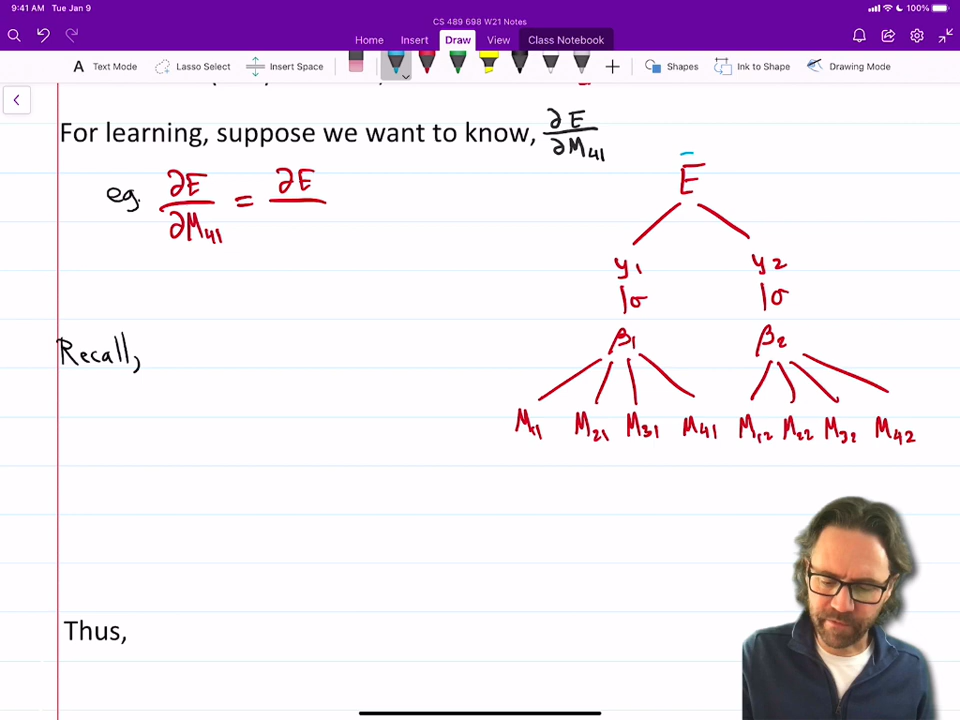 9:41 AM Tue Jan 9
100%
CS 489 698 W21 Notes
Home Insert Draw View Class Notebook
Text Mode Lasso Select Insert Space Shapes Ink to Shape Drawing Mode
For learning, suppose we want to know, ∂E/∂M₄₁
eg. ∂E/∂M₄₁ = ∂E
E
y₁ y₂
σ σ
β₁ β₂
M₁₁ M₂₁ M₃₁ M₄₁ M₁₂ M₂₂ M₃₂ M₄₂
Recall,
Thus,